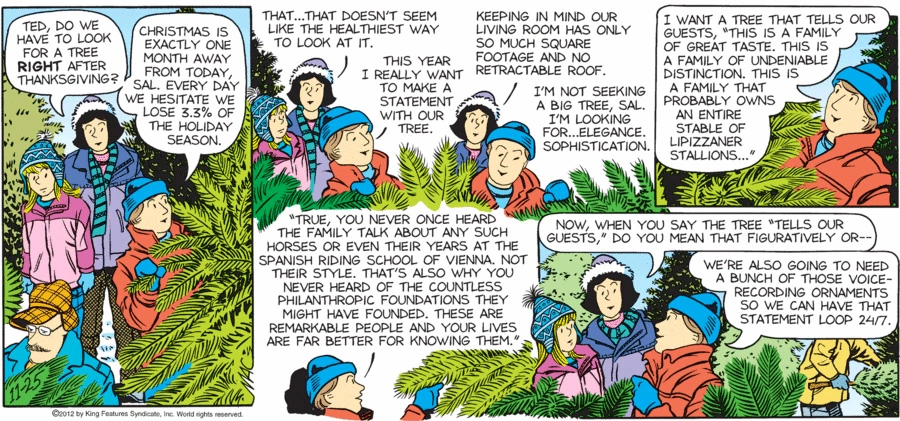 TED, DO WE
HAVE TO LOOK
FOR A TREE
RIGHT AFTER
THANKSGIVING?
CHRISTMAS IS
EXACTLY ONE
MONTH AWAY
FROM TODAY,
SAL. EVERY DAY
WE HESITATE WE
LOSE 3.3% OF
THE HOLIDAY
SEASON.
11-25
©2012 by King Features Syndicate, Inc. World rights reserved.
THAT...THAT DOESN'T SEEM
LIKE THE HEALTHIEST WAY
TO LOOK AT IT.
THIS YEAR
I REALLY WANT
TO MAKE A
STATEMENT
WITH OUR
TREE.
KEEPING IN MIND OUR
LIVING ROOM HAS ONLY
SO MUCH SQUARE
FOOTAGE AND NO
RETRACTABLE ROOF.
I'M NOT SEEKING
A BIG TREE, SAL.
I'M LOOKING
FOR...ELEGANCE.
SOPHISTICATION.
I WANT A TREE THAT TELLS OUR
GUESTS, "THIS IS A FAMILY
OF GREAT TASTE. THIS IS
A FAMILY OF UNDENIABLE
DISTINCTION. THIS IS
A FAMILY THAT
PROBABLY OWNS
AN ENTIRE
STABLE OF
LIPIZZANER
STALLIONS..."
"TRUE, YOU NEVER ONCE HEARD
THE FAMILY TALK ABOUT ANY SUCH
HORSES OR EVEN THEIR YEARS AT THE
SPANISH RIDING SCHOOL OF VIENNA. NOT
THEIR STYLE. THAT'S ALSO WHY YOU
NEVER HEARD OF THE COUNTLESS
PHILANTHROPIC FOUNDATIONS THEY
MIGHT HAVE FOUNDED. THESE ARE
REMARKABLE PEOPLE AND YOUR LIVES
ARE FAR BETTER FOR KNOWING THEM."
NOW, WHEN YOU SAY THE TREE "TELLS OUR
GUESTS," DO YOU MEAN THAT FIGURATIVELY OR--
WE'RE ALSO GOING TO NEED
A BUNCH OF THOSE VOICE-
RECORDING ORNAMENTS
SO WE CAN HAVE THAT
STATEMENT LOOP 24/7.